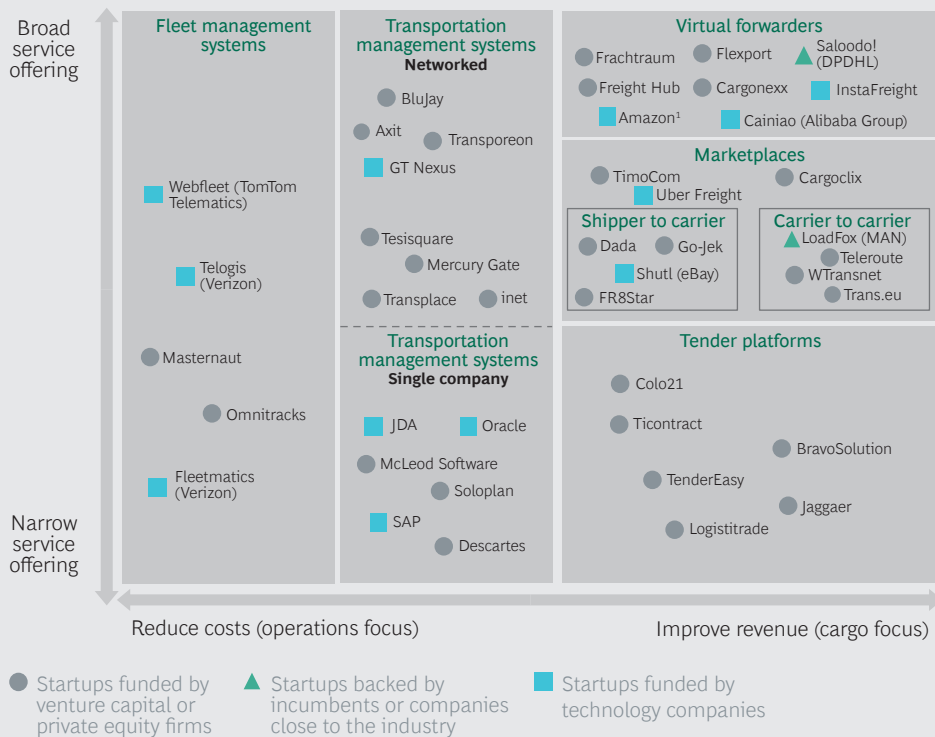 Broad
service
offering
Narrow
service
offering
Fleet management
systems
Webfleet (TomTom
Telematics)
Telogis
(Verizon)
Masternaut
Omnitracks
Fleetmatics
(Verizon)
Transportation
management systems
Networked
BluJay
Axit
Transporeon
GT Nexus
Tesisquare
Mercury Gate
Transplace
inet
Transportation
management systems
Single company
JDA
Oracle
McLeod Software
Soloplan
SAP
Descartes
Virtual forwarders
Frachtraum
Flexport
Saloodo!
(DPDHL)
Freight Hub
Cargonexx
InstaFreight
Amazon¹
Cainiao (Alibaba Group)
Marketplaces
TimoCom
Cargoclix
Uber Freight
Shipper to carrier
Dada
Go-Jek
Shutl (eBay)
FR8Star
Carrier to carrier
LoadFox (MAN)
Teleroute
WTransnet
Trans.eu
Tender platforms
Colo21
Ticontract
BravoSolution
TenderEasy
Jaggaer
Logistitrade
Reduce costs (operations focus)
Improve revenue (cargo focus)
Startups funded by
venture capital or
private equity firms
Startups backed by
incumbents or companies
close to the industry
Startups funded by
technology companies